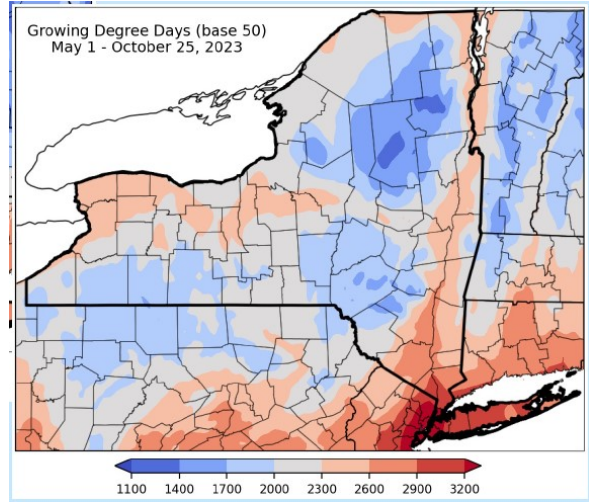 Growing Degree Days (base 50)
May 1 - October 25, 2023
1100 1400 1700 2000 2300 2600 2900 3200